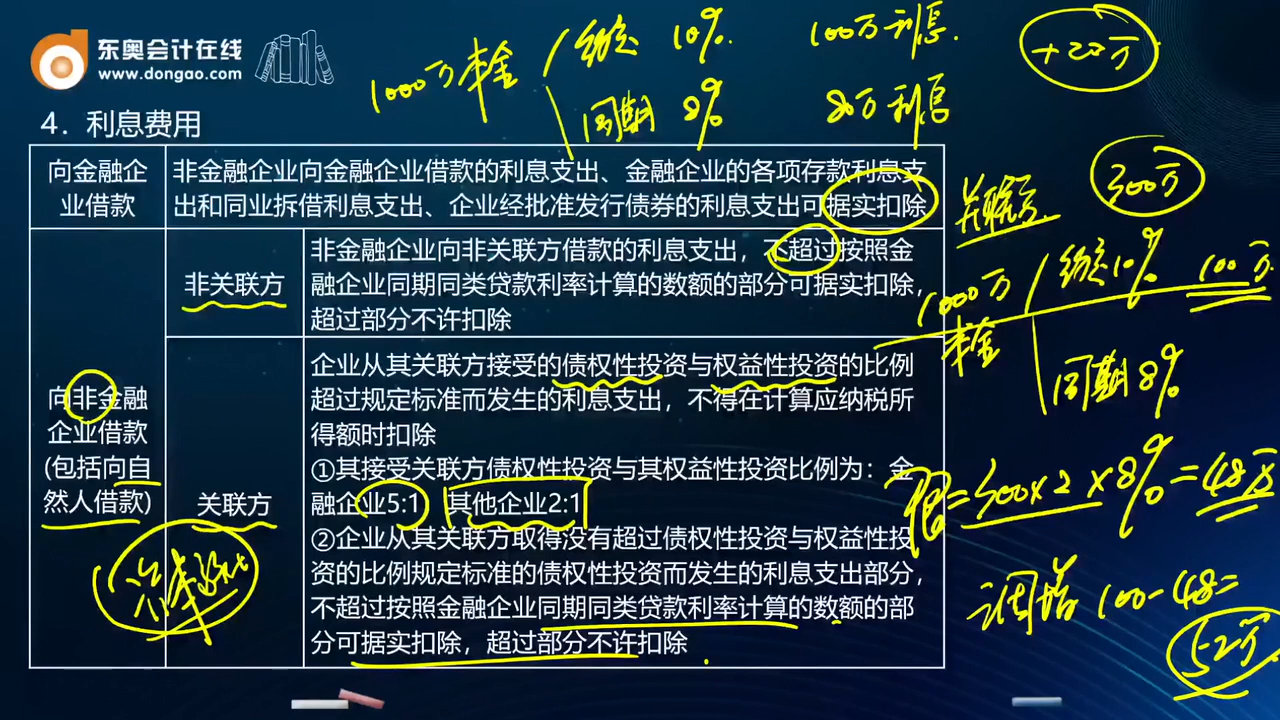 东奥会计在线
www.dongao.com
1000万本金
约定 10% 100万利息
同期 8% 80万利息
+20万
4. 利息费用
向金融企业借款
非金融企业向金融企业借款的利息支出、金融企业的各项存款利息支
出和同业拆借利息支出、企业经批准发行债券的利息支出可据实扣除
向非金融
企业借款
(包括向自
然人借款)
非关联方
非金融企业向非关联方借款的利息支出，不超过按照金
融企业同期同类贷款利率计算的数额的部分可据实扣除，
超过部分不许扣除
关联方
企业从其关联方接受的债权性投资与权益性投资的比例
超过规定标准而发生的利息支出，不得在计算应纳税所
得额时扣除
①其接受关联方债权性投资与其权益性投资比例为：金
融企业5:1 其他企业2:1
②企业从其关联方取得没有超过债权性投资与权益性投
资的比例规定标准的债权性投资而发生的利息支出部分，
不超过按照金融企业同期同类贷款利率计算的数额的部
分可据实扣除，超过部分不许扣除
关联方
300万
1000万
本金
约定10% 100万
同期 8%
限=300×2×8%=48万
调增 100-48=
52万